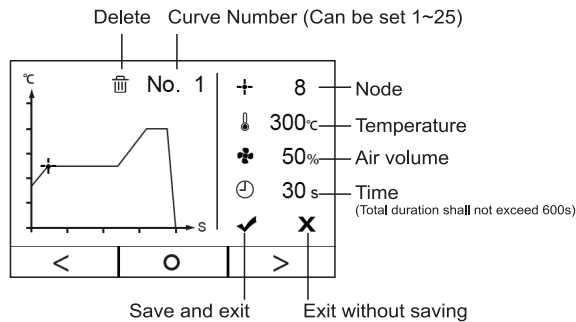 Delete Curve Number (Can be set 1~25)
℃ No. 1
8 Node
300℃ Temperature
50% Air volume
30 s Time
(Total duration shall not exceed 600s)
S
✔ X
< O >
Save and exit Exit without saving